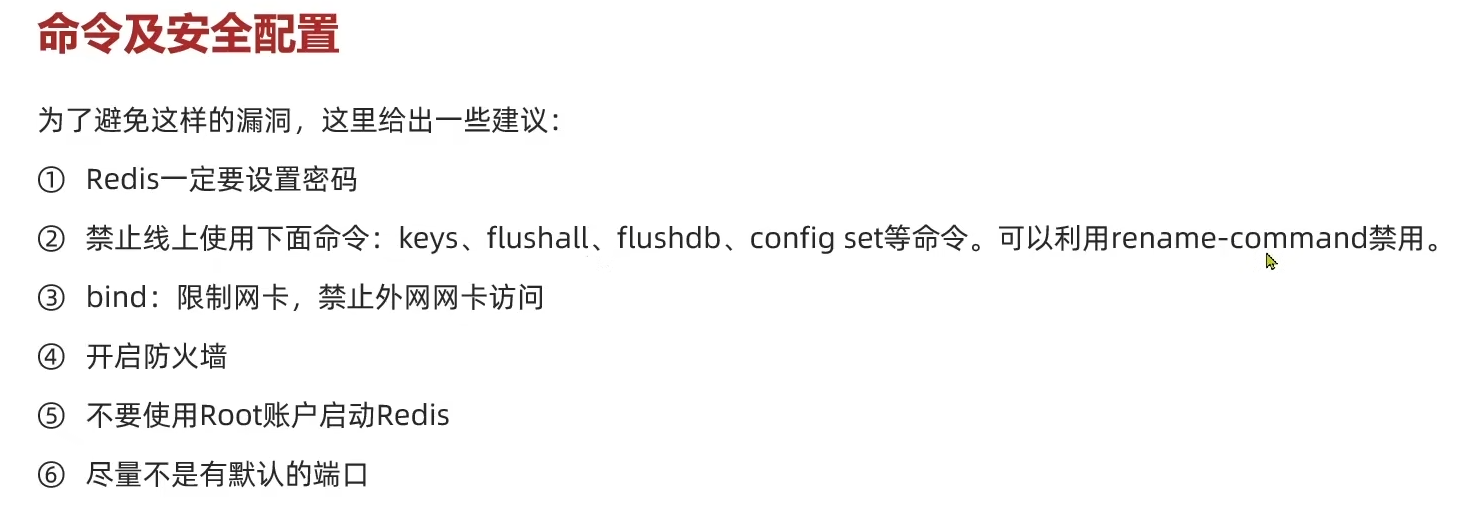 命令及安全配置
为了避免这样的漏洞，这里给出一些建议：
① Redis一定要设置密码
② 禁止线上使用下面命令：keys、flushall、flushdb、config set等命令。可以利用rename-command禁用。
③ bind：限制网卡，禁止外网网卡访问
④ 开启防火墙
⑤ 不要使用Root账户启动Redis
⑥ 尽量不是有默认的端口